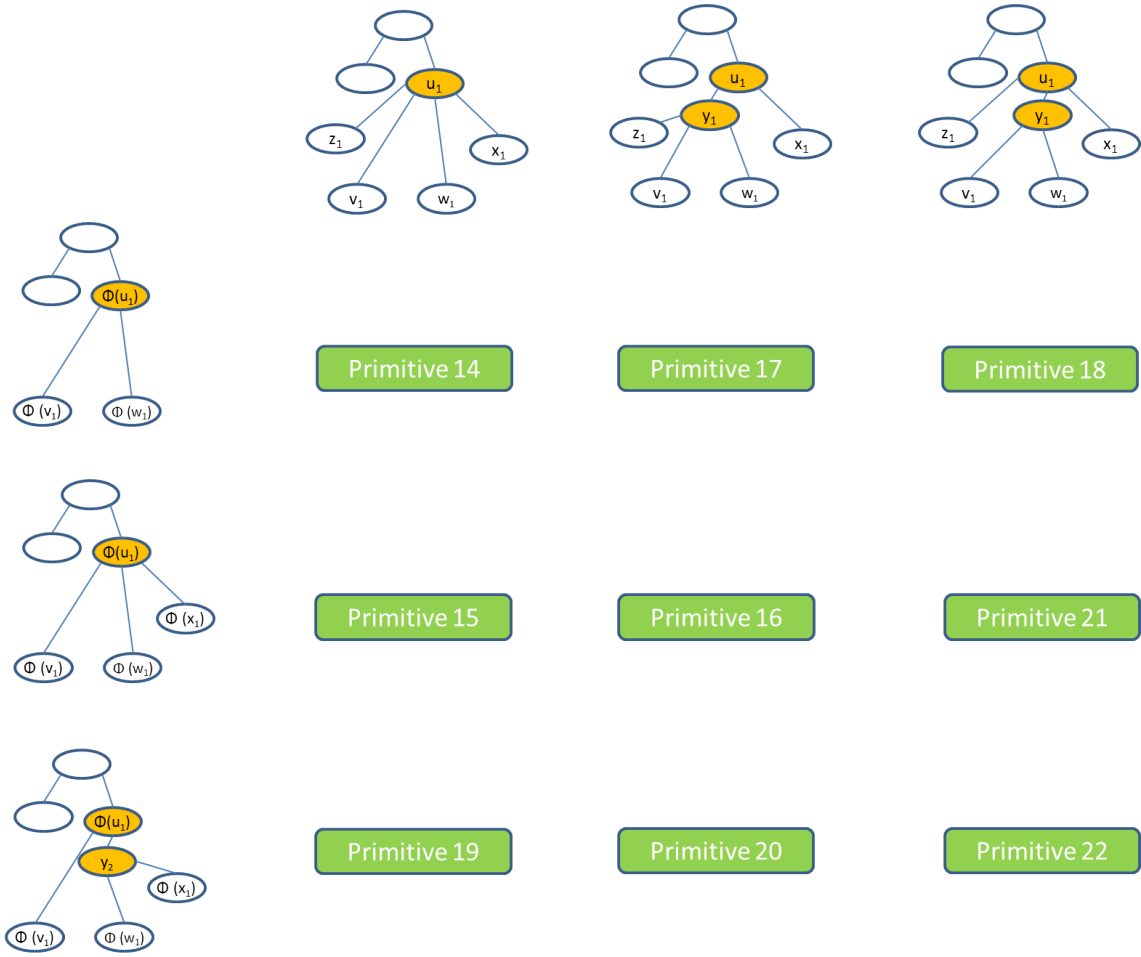 u₁
z₁
x₁
v₁
w₁
u₁
y₁
z₁
x₁
v₁
w₁
u₁
y₁
z₁
x₁
v₁
w₁
Φ(u₁)
Φ (v₁)
Φ (w₁)
Primitive 14
Primitive 17
Primitive 18
Φ(u₁)
Φ (x₁)
Φ (v₁)
Φ (w₁)
Primitive 15
Primitive 16
Primitive 21
Φ(u₁)
y₂
Φ (x₁)
Φ (v₁)
Φ (w₁)
Primitive 19
Primitive 20
Primitive 22